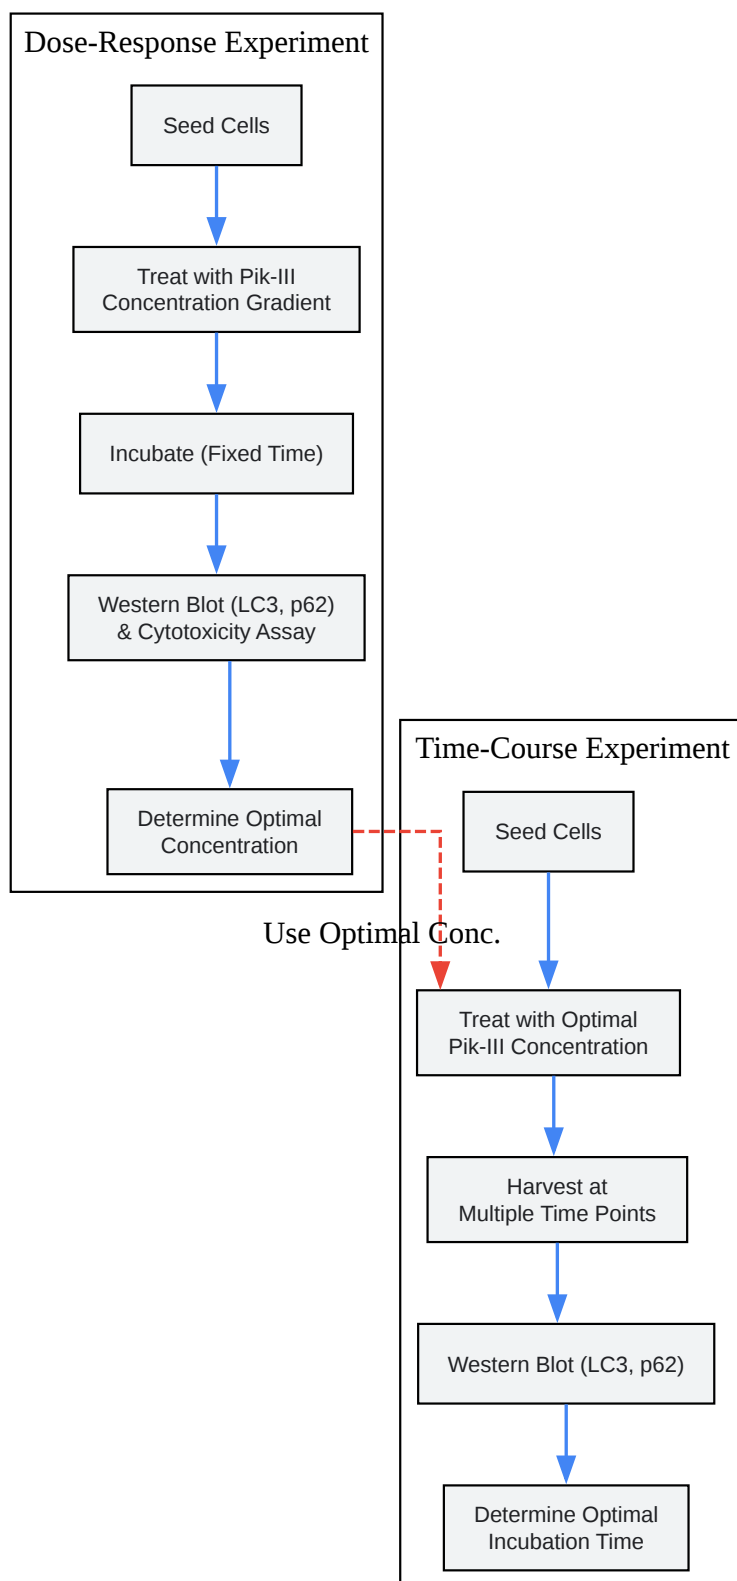 Dose-Response Experiment
Seed Cells
Treat with Pik-III
Concentration Gradient
Incubate (Fixed Time)
Western Blot (LC3, p62)
& Cytotoxicity Assay
Determine Optimal
Concentration
Use Optimal Conc.
Time-Course Experiment
Seed Cells
Treat with Optimal
Pik-III Concentration
Harvest at
Multiple Time Points
Western Blot (LC3, p62)
Determine Optimal
Incubation Time